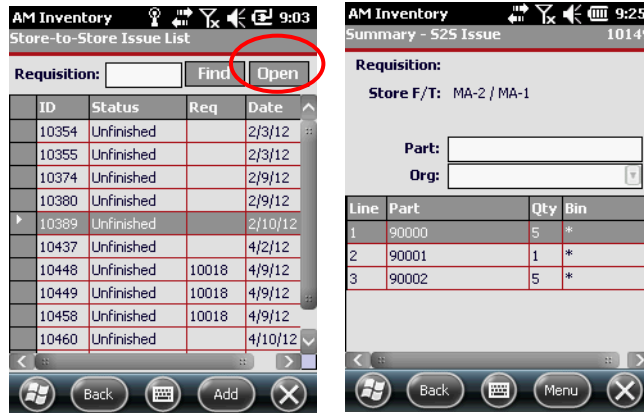 AM Inventory 9:03
Store-to-Store Issue List
Requisition: Find Open
ID Status Req Date
10354 Unfinished 2/3/12
10355 Unfinished 2/3/12
10374 Unfinished 2/9/12
10380 Unfinished 2/9/12
10389 Unfinished 2/10/12
10437 Unfinished 4/2/12
10448 Unfinished 10018 4/9/12
10449 Unfinished 10018 4/9/12
10458 Unfinished 10018 4/9/12
10460 Unfinished 4/10/12
Back Add
AM Inventory 9:25
Summary - S2S Issue 10149
Requisition:
Store F/T: MA-2 / MA-1
Part:
Org:
Line Part Qty Bin
1 90000 5 *
2 90001 1 *
3 90002 5 *
Back Menu